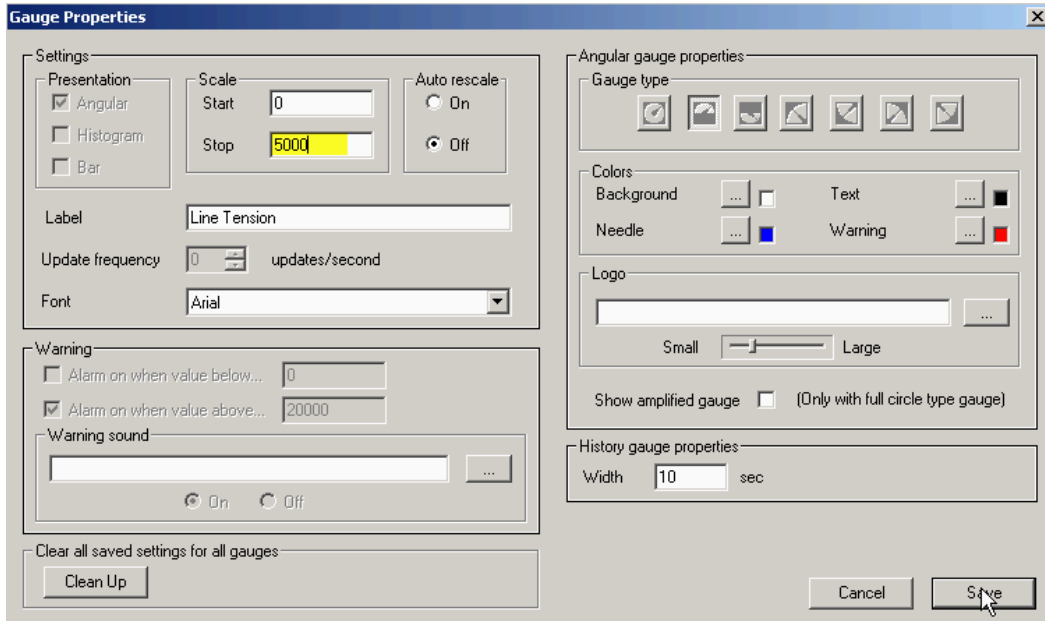 Gauge Properties
Settings
Presentation
Angular
Histogram
Bar
Scale
Start 0
Stop 5000
Auto rescale
On
Off
Label Line Tension
Update frequency 0 updates/second
Font Arial
Warning
Alarm on when value below... 0
Alarm on when value above... 20000
Warning sound
...
On Off
Clear all saved settings for all gauges
Clean Up
Angular gauge properties
Gauge type
Colors
Background ... Text ...
Needle ... Warning ...
Logo
...
Small Large
Show amplified gauge (Only with full circle type gauge)
History gauge properties
Width 10 sec
Cancel Save